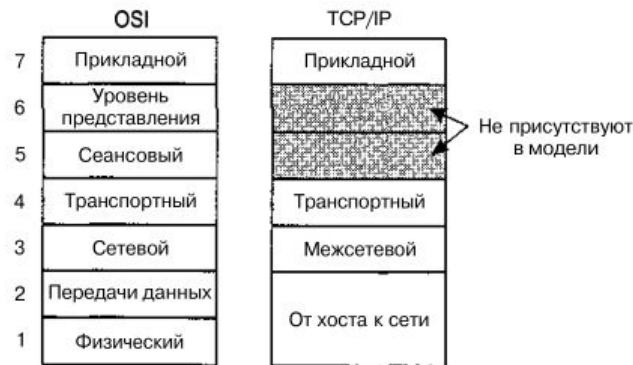 OSI TCP/IP
7 Прикладной Прикладной
6 Уровень
представления
Не присутствуют
в модели
5 Сеансовый
4 Транспортный Транспортный
3 Сетевой Межсетевой
2 Передачи данных
От хоста к сети
1 Физический